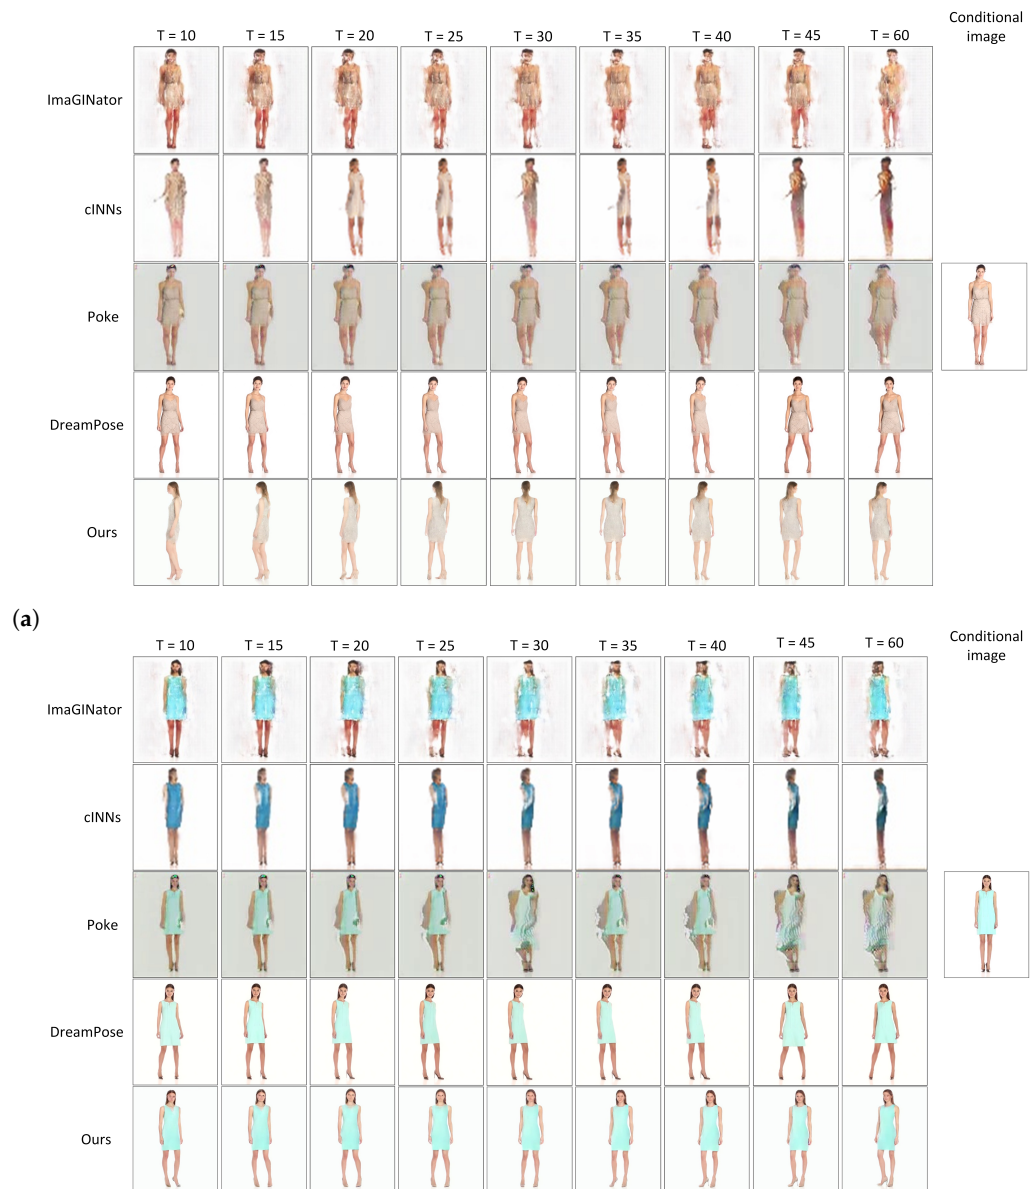 Conditional
image
T = 10 T = 15 T = 20 T = 25 T = 30 T = 35 T = 40 T = 45 T = 60
ImaGINator
cINNs
Poke
DreamPose
Ours
(a)
Conditional
image
T = 10 T = 15 T = 20 T = 25 T = 30 T = 35 T = 40 T = 45 T = 60
ImaGINator
cINNs
Poke
DreamPose
Ours